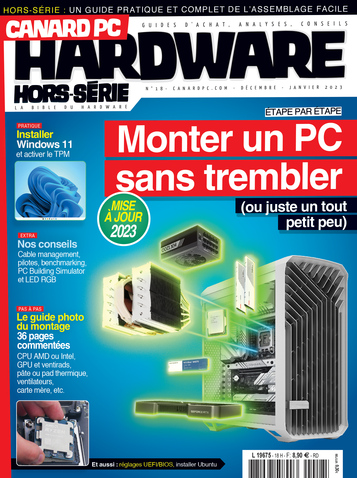 HORS-SÉRIE : UN GUIDE PRATIQUE ET COMPLET DE L'ASSEMBLAGE FACILE
CANARD PC
GUIDES D'ACHAT, ANALYSES, CONSEILS
HARDWARE
HORS-SÉRIE
LA BIBLE DU HARDWARE
N°18 - CANARDPC.COM - DÉCEMBRE - JANVIER 2023
ÉTAPE PAR ÉTAPE
Monter un PC
sans trembler
(ou juste un tout
petit peu)
MISE
À JOUR
2023
PRATIQUE
Installer
Windows 11
et activer le TPM
EXTRA
Nos conseils
Cable management,
pilotes, benchmarking,
PC Building Simulator
et LED RGB
PAS À PAS
Le guide photo
du montage
36 pages
commentées
CPU AMD ou Intel,
GPU et ventirads,
pâte ou pad thermique,
ventilateurs,
carte mère, etc.
Et aussi : réglages UEFI/BIOS, installer Ubuntu
L 19675 - 18 H - F: 8,90 € - RD